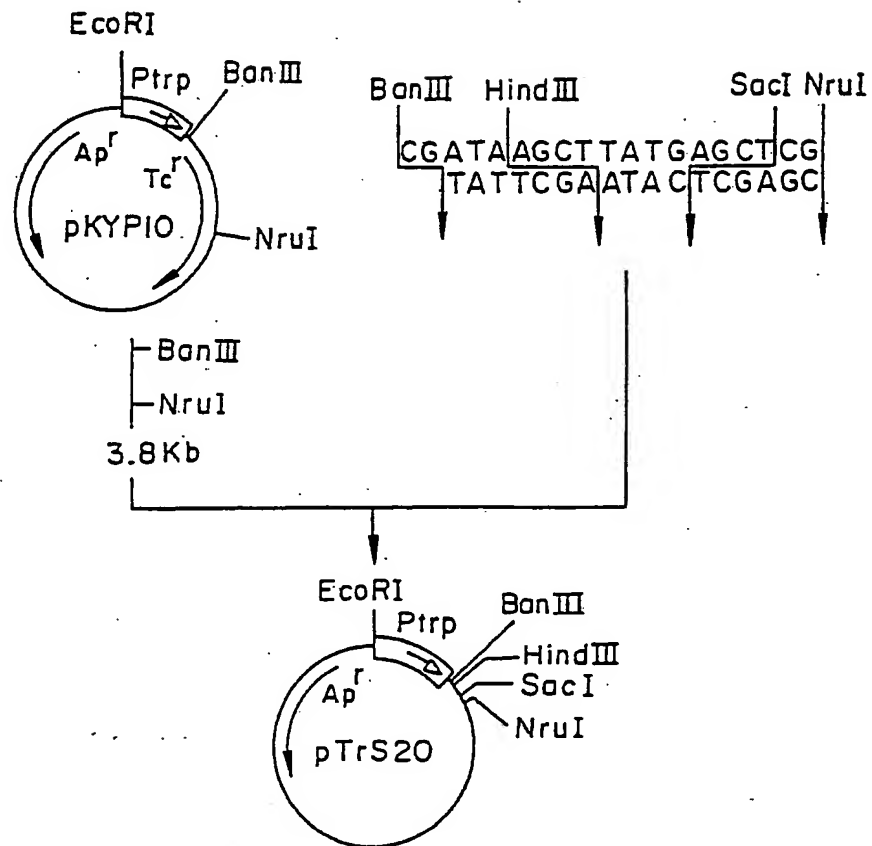 EcoRI
Ptrp
BanIII
Apʳ
Tcʳ
pKYP10
NruI
BanIII HindIII SacI NruI
CGATAAGCTTATGAGCTCG
TATTCGAATACTCGAGC
BanIII
NruI
3.8Kb
EcoRI
Ptrp
BanIII
HindIII
SacI
NruI
Apʳ
pTrS20